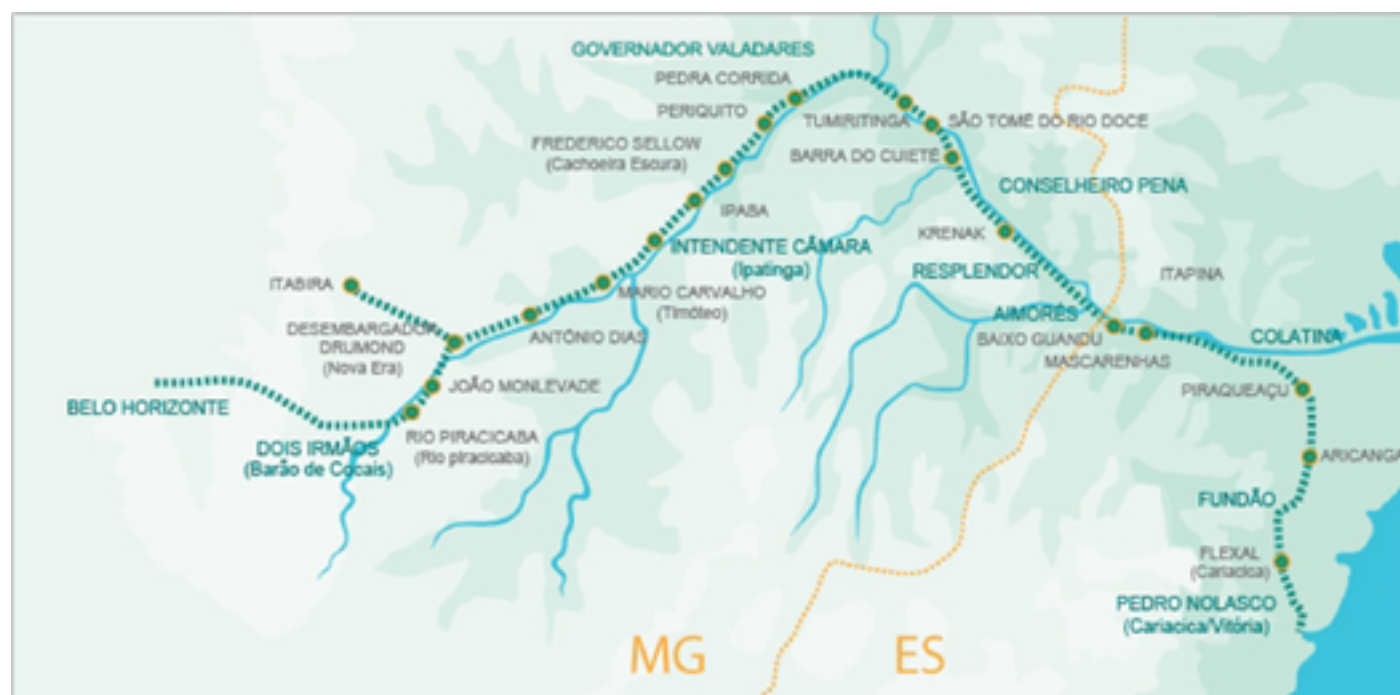 GOVERNADOR VALADARES
PEDRA CORRIDA
PERIQUITO
TUMIRITINGA
SÃO TOMÉ DO RIO DOCE
FREDERICO SELLOW
(Cachoeira Escura)
BARRA DO CUIETÉ
CONSELHEIRO PENA
IPABA
KRENAK
INTENDENTE CÂMARA
(Ipatinga)
RESPLENDOR
ITAPINA
ITABIRA
MARIO CARVALHO
(Timóteo)
AIMORÉS
DESEMBARGADOR
DRUMOND
(Nova Era)
ANTÔNIO DIAS
BAIXO GUANDU
COLATINA
MASCARENHAS
JOÃO MONLEVADE
PIRAQUEAÇU
BELO HORIZONTE
DOIS IRMÃOS
(Barão de Cocais)
RIO PIRACICABA
(Rio piracicaba)
ARICANGA
FUNDÃO
FLEXAL
(Cariacica)
PEDRO NOLASCO
(Cariacica/Vitória)
MG
ES